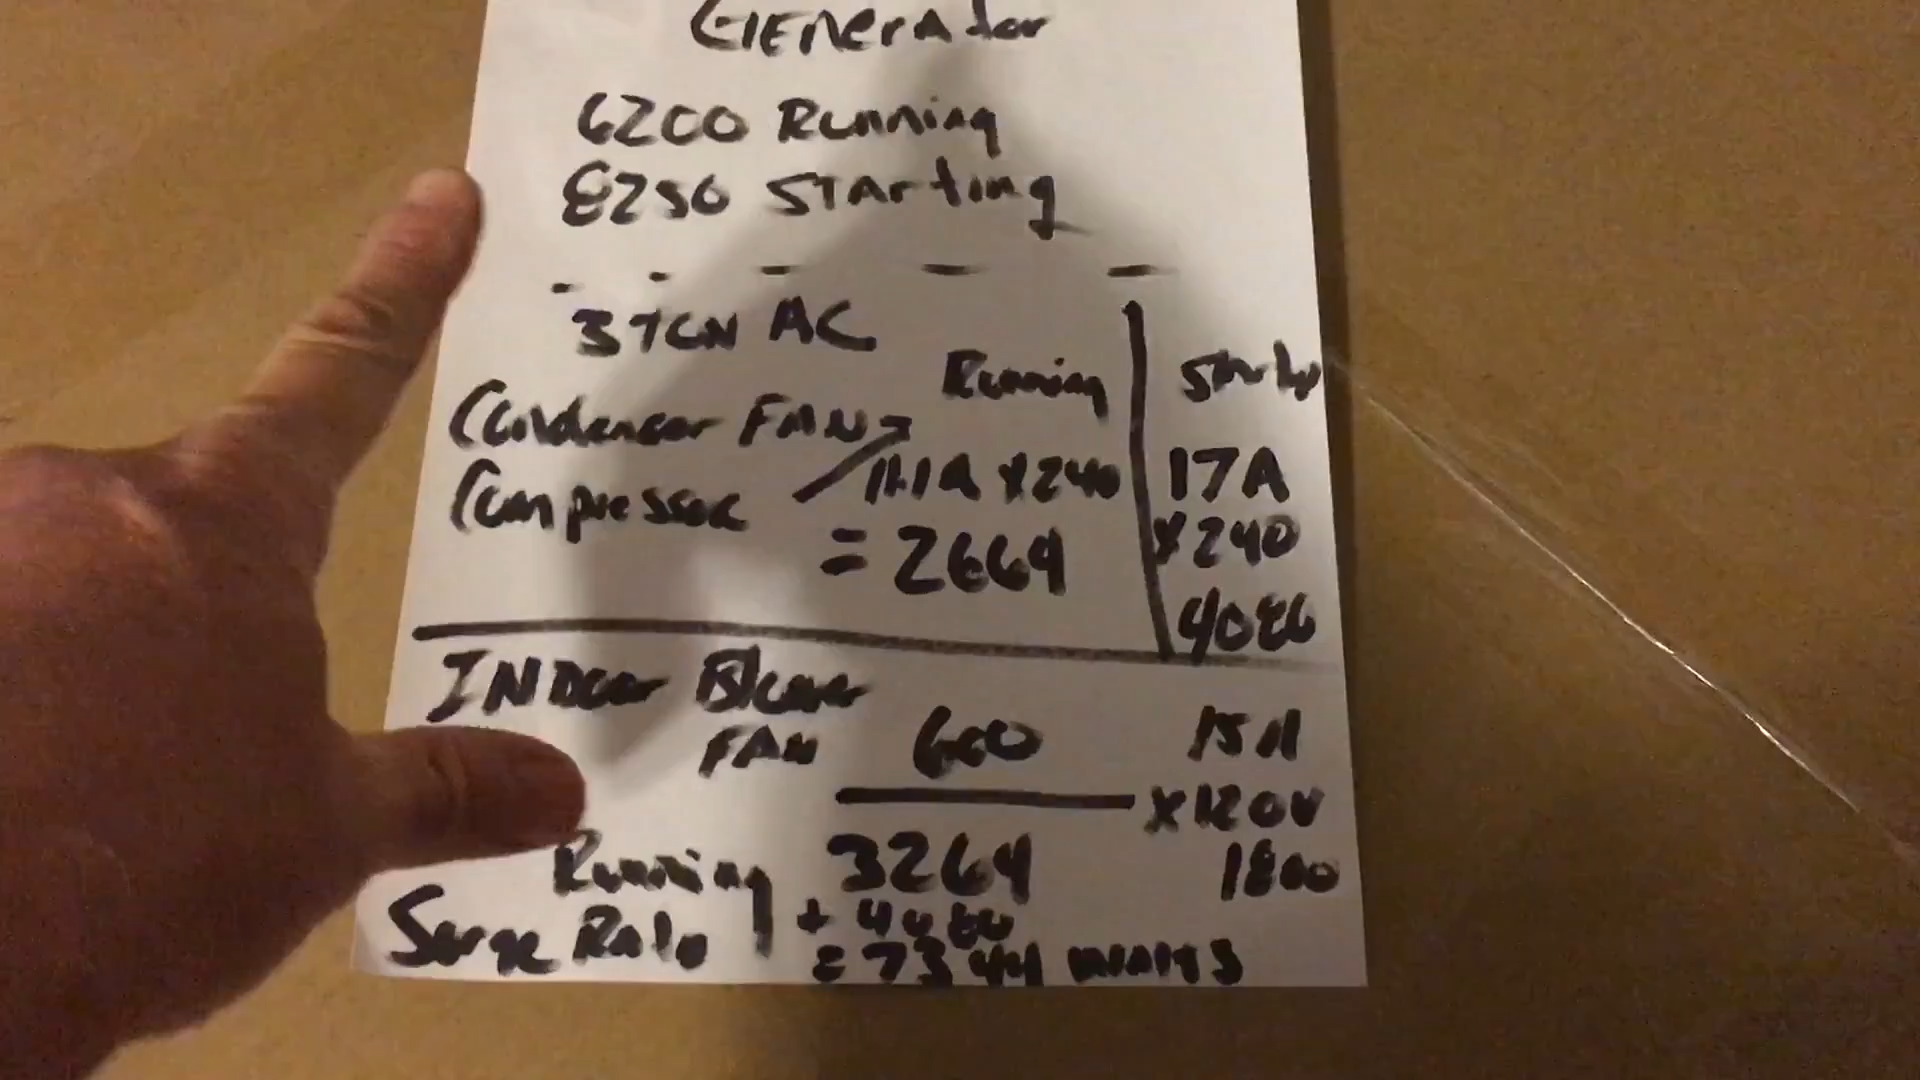 Generator
6200 Running
8250 Starting
3 TON AC
Running
Startup
Condenser FAN
Compressor
11.1A x 240
= 2664
17A
x 240
4080
INDoor Blower
FAN
600
15A
x 120V
1800
Running 3264
Surge Rate + 4080
= 7344 watts